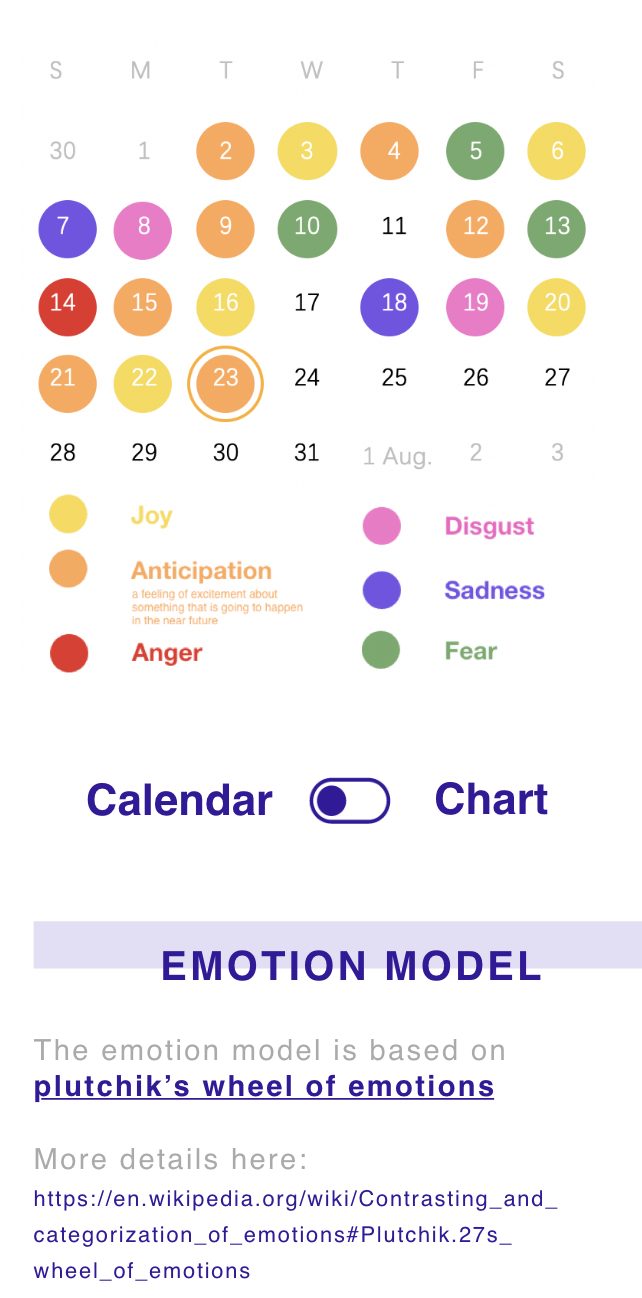 S M T W T F S
30 1 2 3 4 5 6
7 8 9 10 11 12 13
14 15 16 17 18 19 20
21 22 23 24 25 26 27
28 29 30 31 1 Aug. 2 3
Joy
Disgust
Anticipation
a feeling of excitement about
something that is going to happen
in the near future
Sadness
Anger
Fear
Calendar Chart
EMOTION MODEL
The emotion model is based on
plutchik’s wheel of emotions
More details here:
https://en.wikipedia.org/wiki/Contrasting_and_
categorization_of_emotions#Plutchik.27s_
wheel_of_emotions